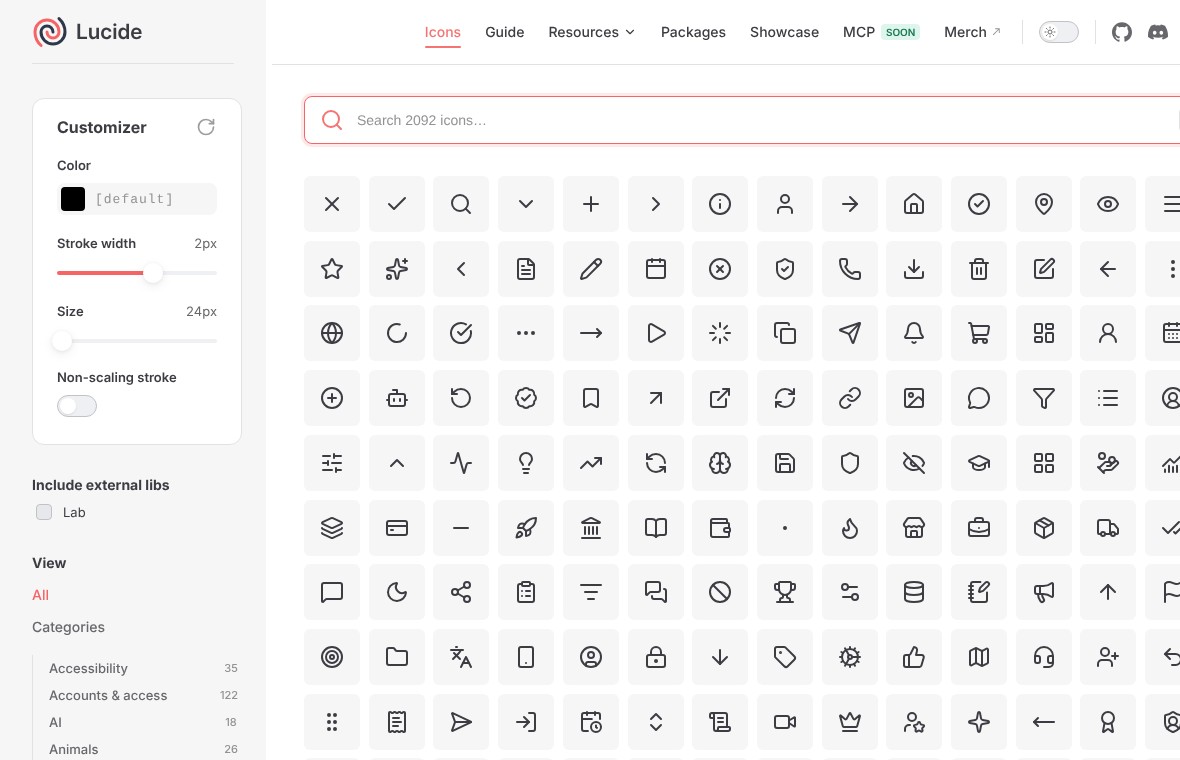 Lucide
Icons
Guide
Resources
Packages
Showcase
MCP SOON
Merch
Customizer
Color
[default]
Stroke width 2px
Size 24px
Non-scaling stroke
Include external libs
Lab
View
All
Categories
Accessibility 35
Accounts & access 122
AI 18
Animals 26
Search 2092 icons…